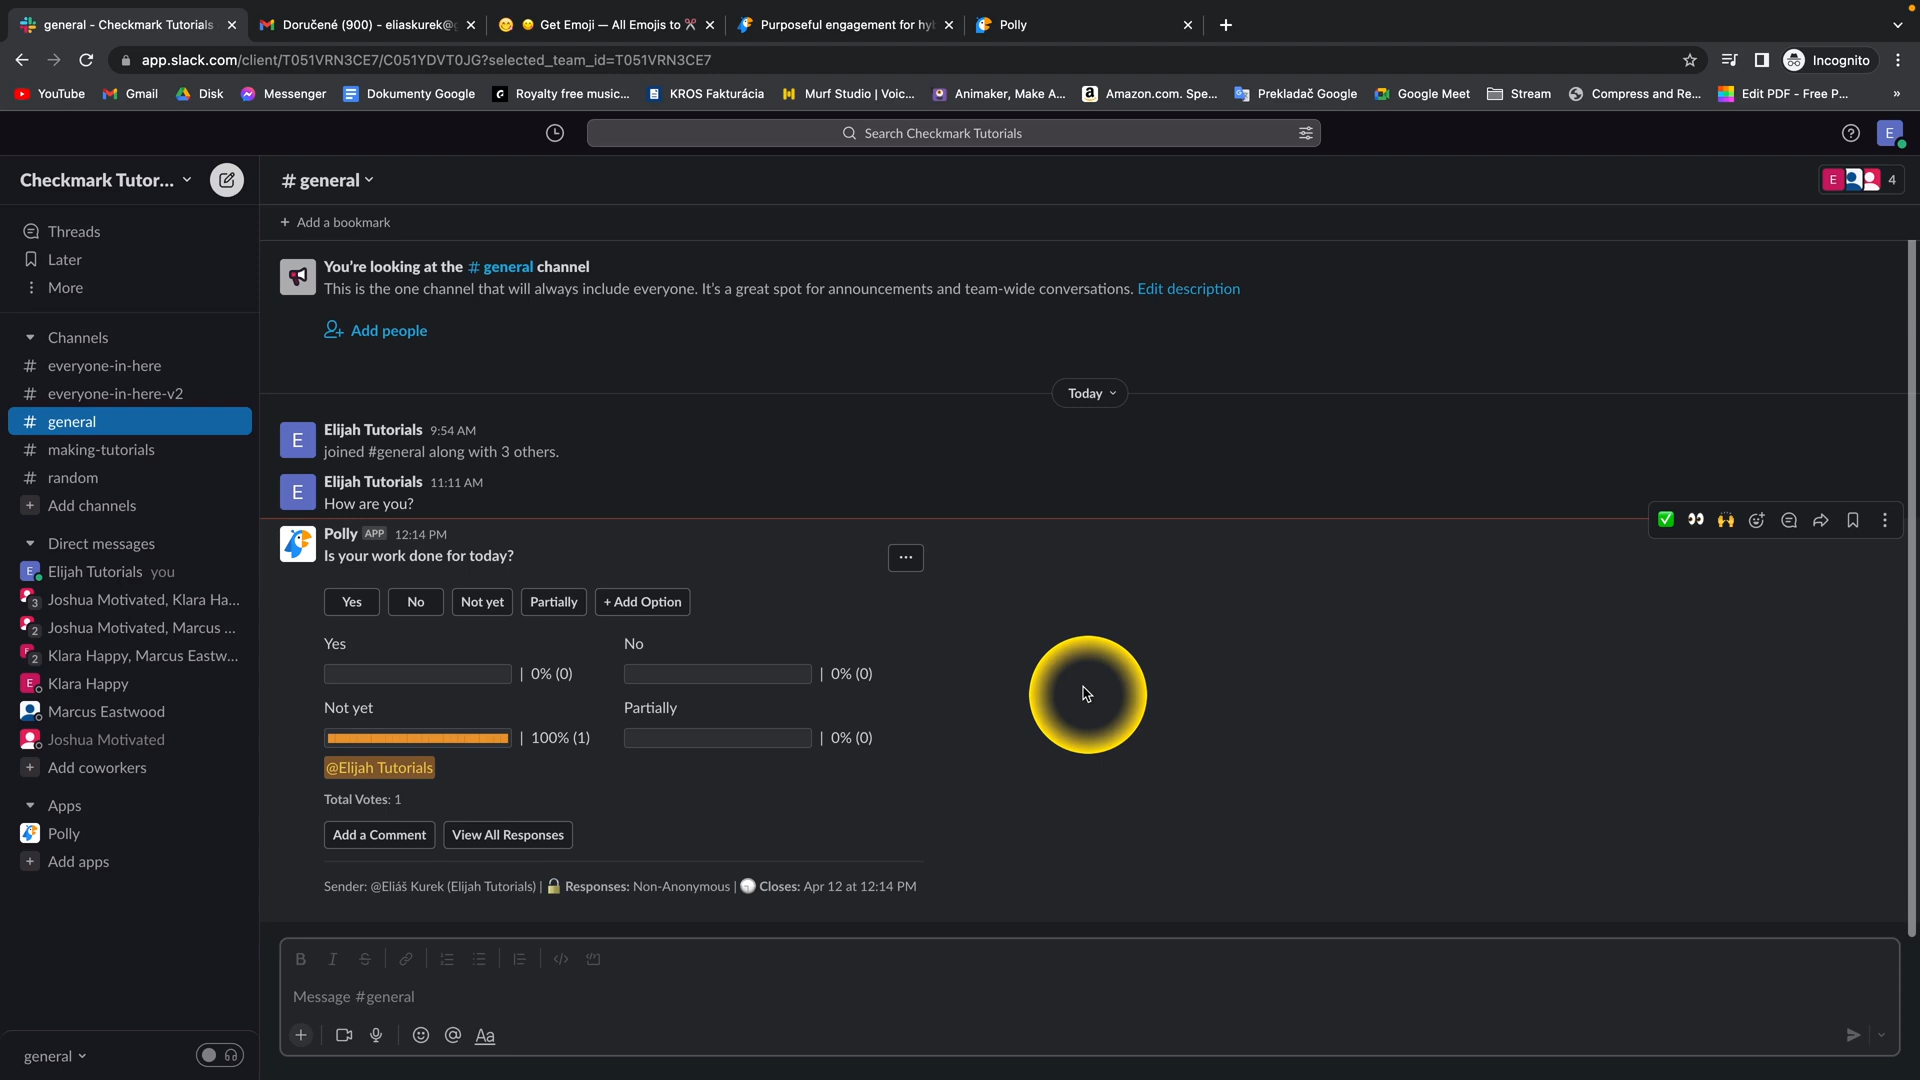 general - Checkmark Tutorials
Doručené (900) - eliaskurek@
Get Emoji — All Emojis to
Purposeful engagement for hy
Polly
app.slack.com/client/T051VRN3CE7/C051YDVT0JG?selected_team_id=T051VRN3CE7
Incognito
YouTube
Gmail
Disk
Messenger
Dokumenty Google
Royalty free music...
KROS Fakturácia
Murf Studio | Voic...
Animaker, Make A...
Amazon.com. Spe...
Prekladač Google
Google Meet
Stream
Compress and Re...
Edit PDF - Free P...
»
Search Checkmark Tutorials
E
Checkmark Tutor...
# general
E 4
Threads
Later
More
+ Add a bookmark
You're looking at the # general channel
This is the one channel that will always include everyone. It's a great spot for announcements and team-wide conversations. Edit description
Add people
Channels
# everyone-in-here
# everyone-in-here-v2
# general
# making-tutorials
# random
+ Add channels
Today
E Elijah Tutorials 9:54 AM
joined #general along with 3 others.
E Elijah Tutorials 11:11 AM
How are you?
Polly APP 12:14 PM
Is your work done for today?
Yes
No
Not yet
Partially
+ Add Option
Yes
| 0% (0)
No
| 0% (0)
Not yet
| 100% (1)
@Elijah Tutorials
Partially
| 0% (0)
Total Votes: 1
Add a Comment
View All Responses
Sender: @Eliáš Kurek (Elijah Tutorials) | Responses: Non-Anonymous | Closes: Apr 12 at 12:14 PM
Direct messages
E Elijah Tutorials you
3 Joshua Motivated, Klara Ha...
2 Joshua Motivated, Marcus ...
2 Klara Happy, Marcus Eastw...
E Klara Happy
Marcus Eastwood
Joshua Motivated
+ Add coworkers
Apps
Polly
+ Add apps
B I S
Message #general
+ @ Aa
general